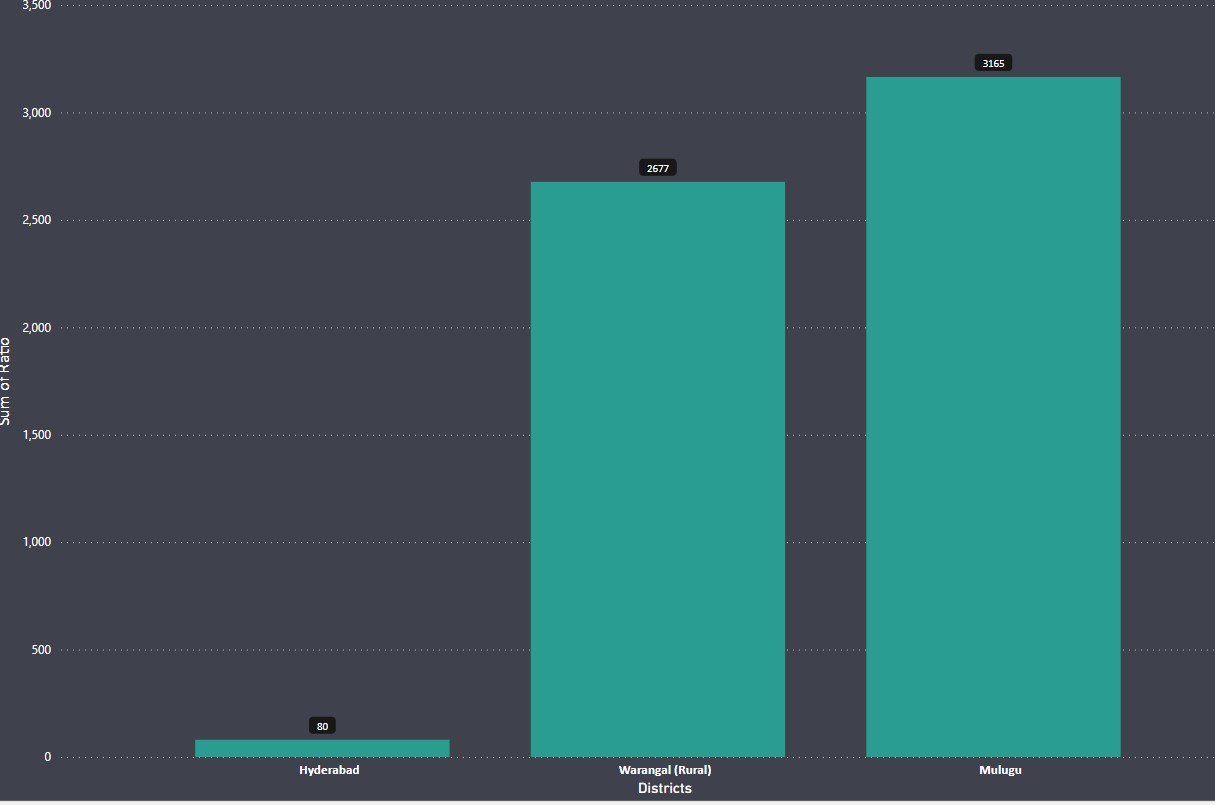 3,500
3165
3,000
2677
2,500
2,000
Sum of Ratio
1,500
1,000
500
80
0
Hyderabad
Warangal (Rural)
Mulugu
Districts